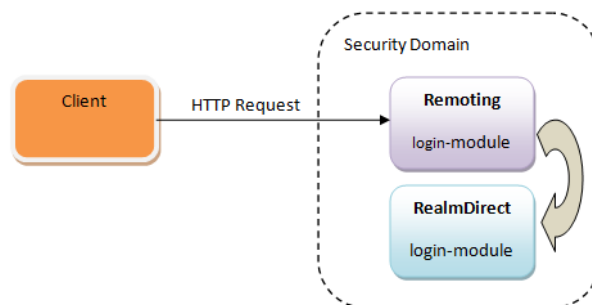 Security Domain
Client
HTTP Request
Remoting
login-module
RealmDirect
login-module